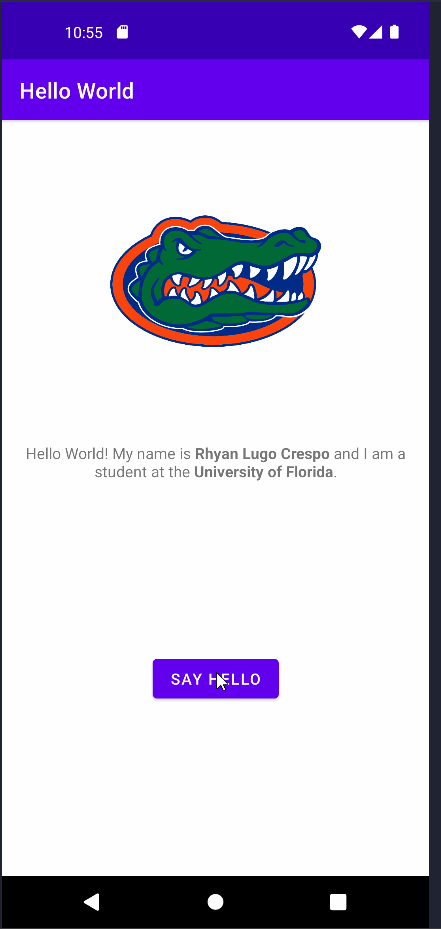 10:55
Hello World
Hello World! My name is Rhyan Lugo Crespo and I am a
student at the University of Florida.
SAY HELLO